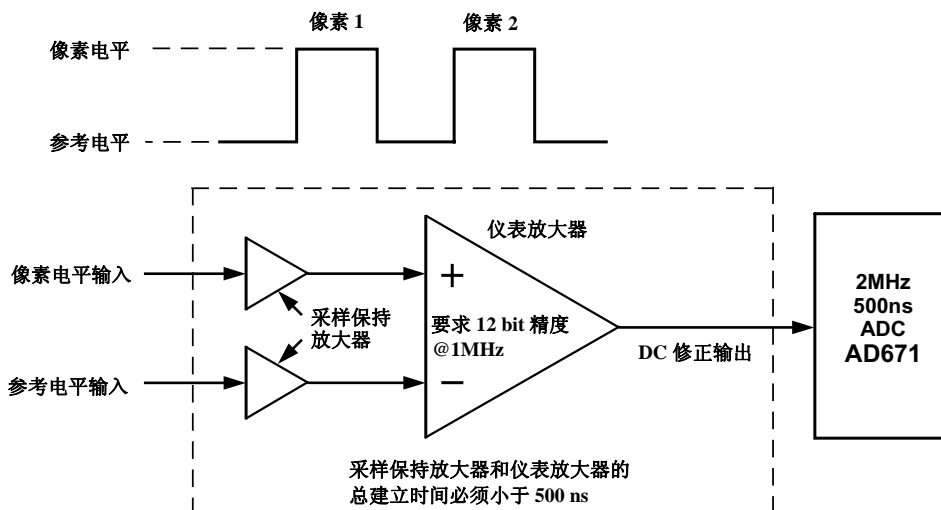 像素 1
像素 2
像素电平
参考电平
仪表放大器
像素电平输入
+
采样保持
放大器
要求 12 bit 精度
@1MHz
2MHz
500ns
ADC
AD671
DC 修正输出
参考电平输入
−
采样保持放大器和仪表放大器的
总建立时间必须小于 500 ns